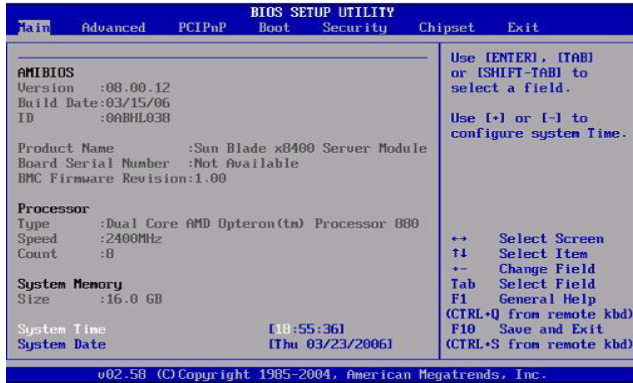 BIOS SETUP UTILITY
Main Advanced PCIPnP Boot Security Chipset Exit
AMIBIOS
Version :08.00.12
Build Date:03/15/06
ID :0ABHL038
Product Name :Sun Blade x8400 Server Module
Board Serial Number :Not Available
BMC Firmware Revision:1.00
Processor
Type :Dual Core AMD Opteron(tm) Processor 880
Speed :2400MHz
Count :8
System Memory
Size :16.0 GB
System Time [18:55:36]
System Date [Thu 03/23/2006]
Use [ENTER], [TAB]
or [SHIFT-TAB] to
select a field.
Use [+] or [-] to
configure system Time.
↔ Select Screen
↑↓ Select Item
+- Change Field
Tab Select Field
F1 General Help
(CTRL+Q from remote kbd)
F10 Save and Exit
(CTRL+S from remote kbd)
v02.58 (C)Copyright 1985-2004, American Megatrends, Inc.